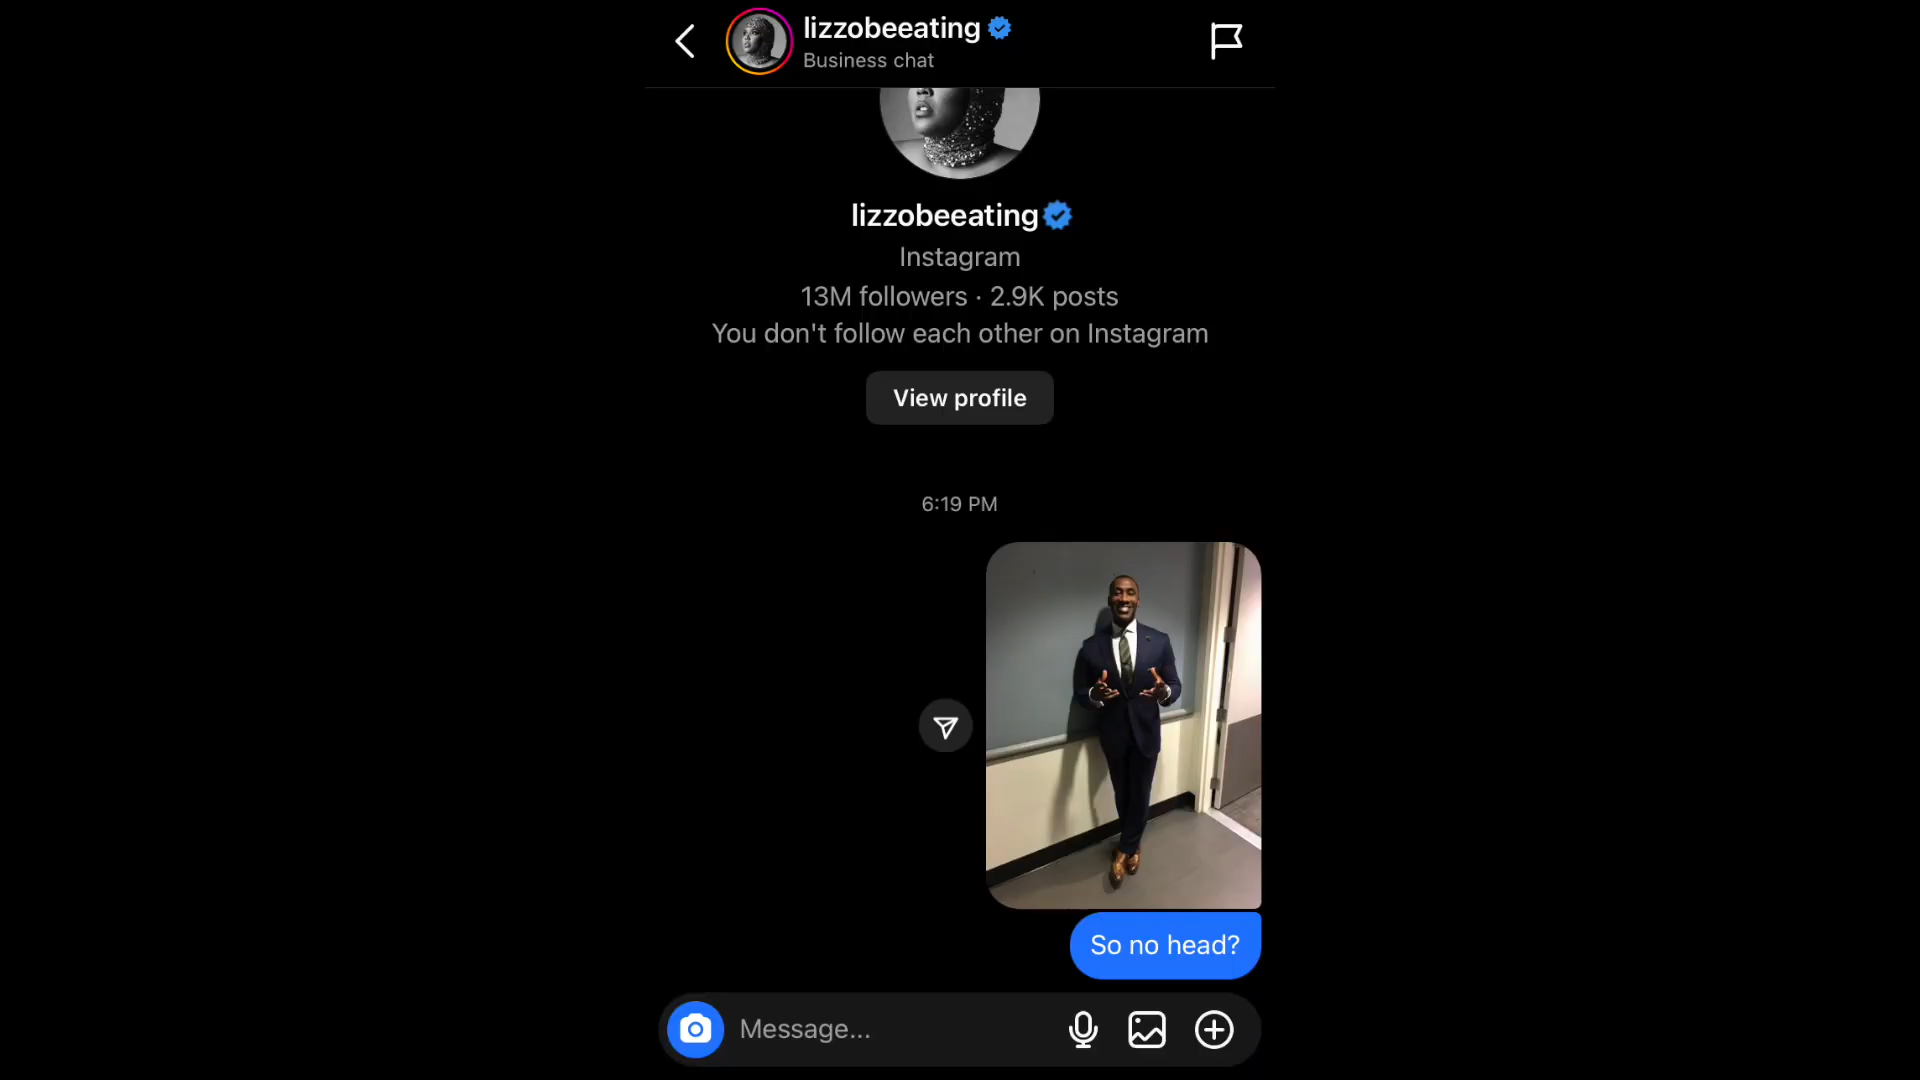 lizzobeeating
Business chat
lizzobeeating
Instagram
13M followers · 2.9K posts
You don't follow each other on Instagram
View profile
6:19 PM
So no head?
Message...